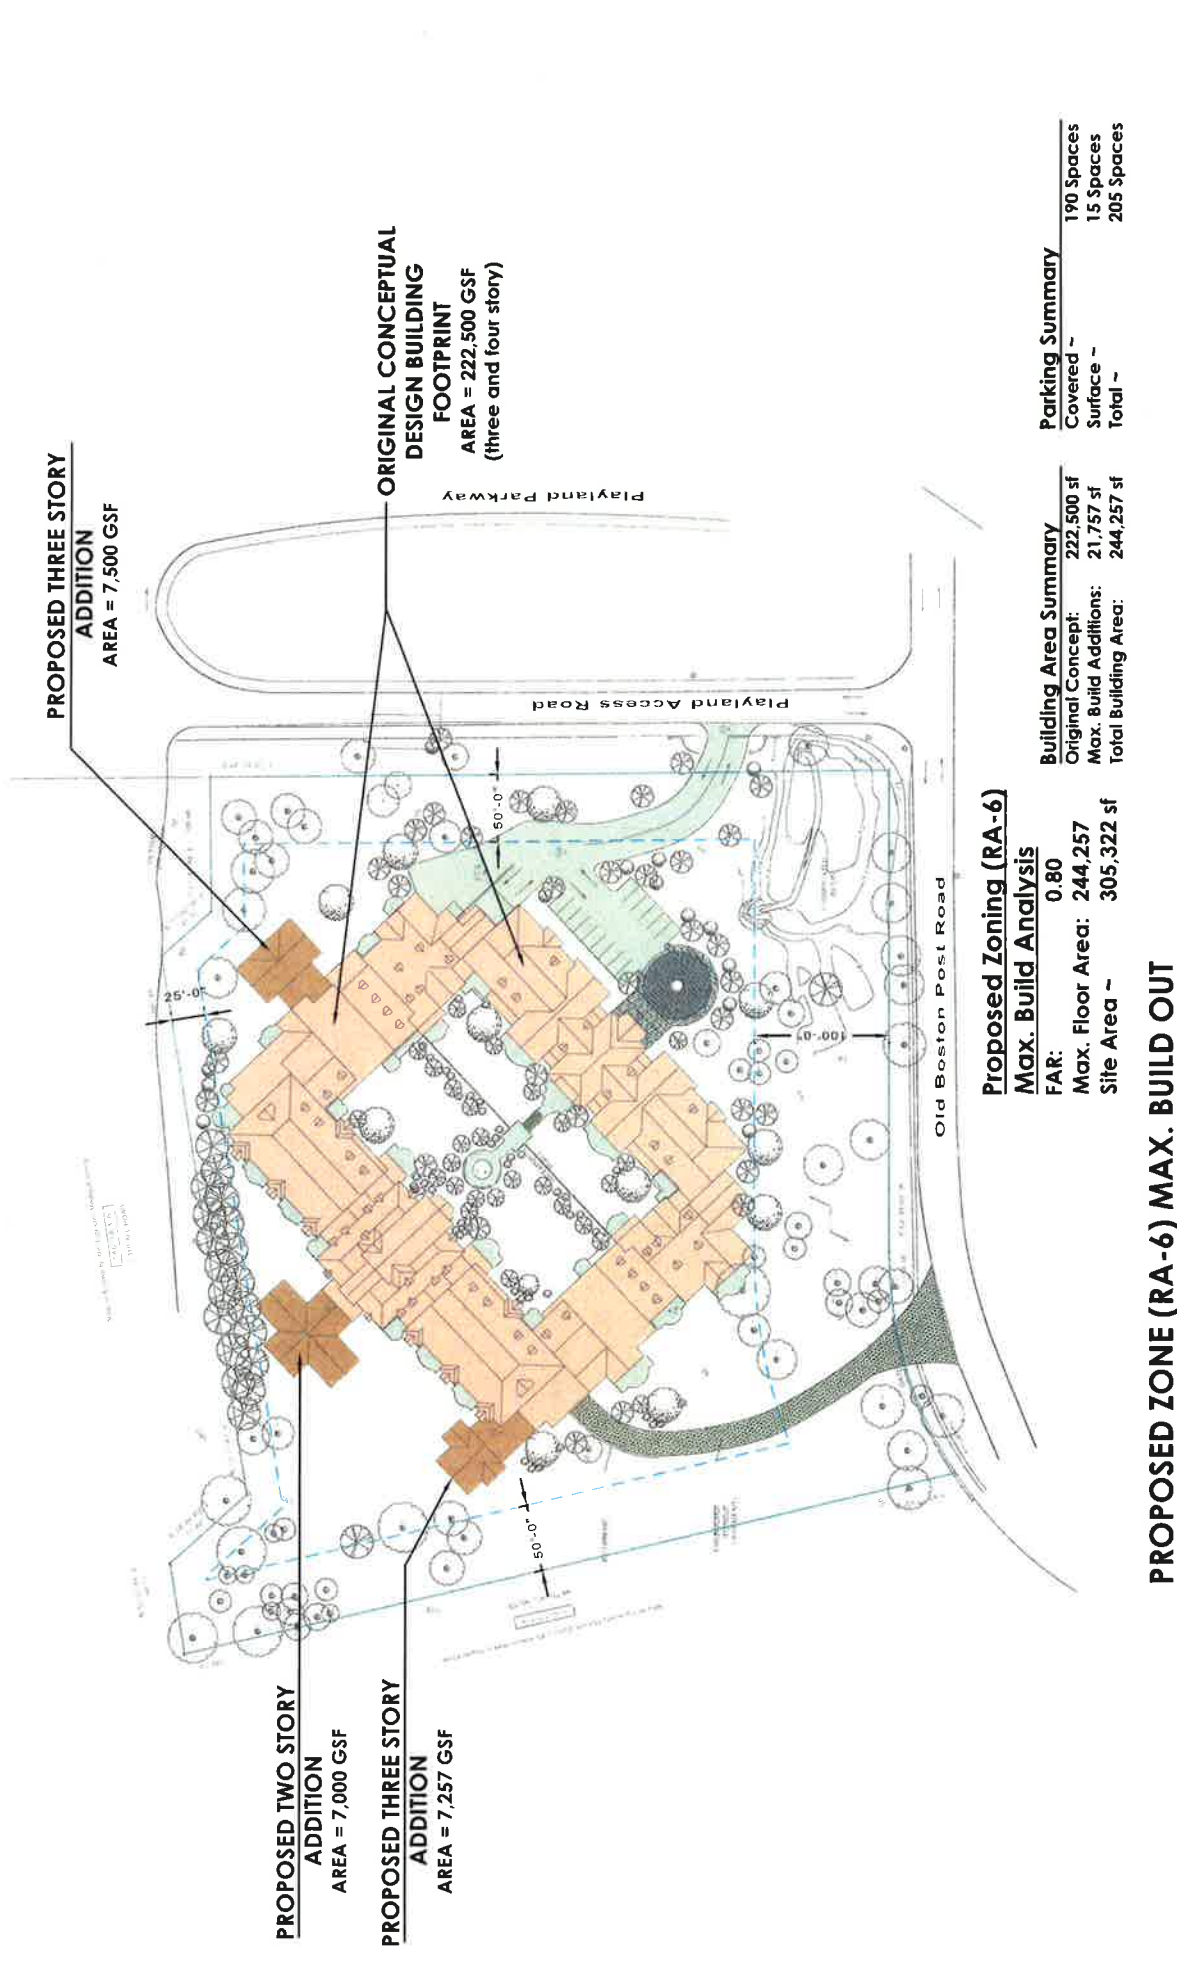 PROPOSED THREE STORY
ADDITION
AREA = 7,500 GSF
ORIGINAL CONCEPTUAL
DESIGN BUILDING
FOOTPRINT
AREA = 222,500 GSF
(three and four story)
PROPOSED TWO STORY
ADDITION
AREA = 7,000 GSF
PROPOSED THREE STORY
ADDITION
AREA = 7,257 GSF
25'-0"
50'-0"
50'-0"
100'-0"
Playland Parkway
Playland Access Road
Old Boston Post Road
Proposed Zoning (RA-6)
Max. Build Analysis
FAR: 0.80
Max. Floor Area: 244,257
Site Area ~ 305,322 sf
Building Area Summary
Original Concept: 222,500 sf
Max. Build Additions: 21,757 sf
Total Building Area: 244,257 sf
Parking Summary
Covered ~ 190 Spaces
Surface ~ 15 Spaces
Total ~ 205 Spaces
PROPOSED ZONE (RA-6) MAX. BUILD OUT